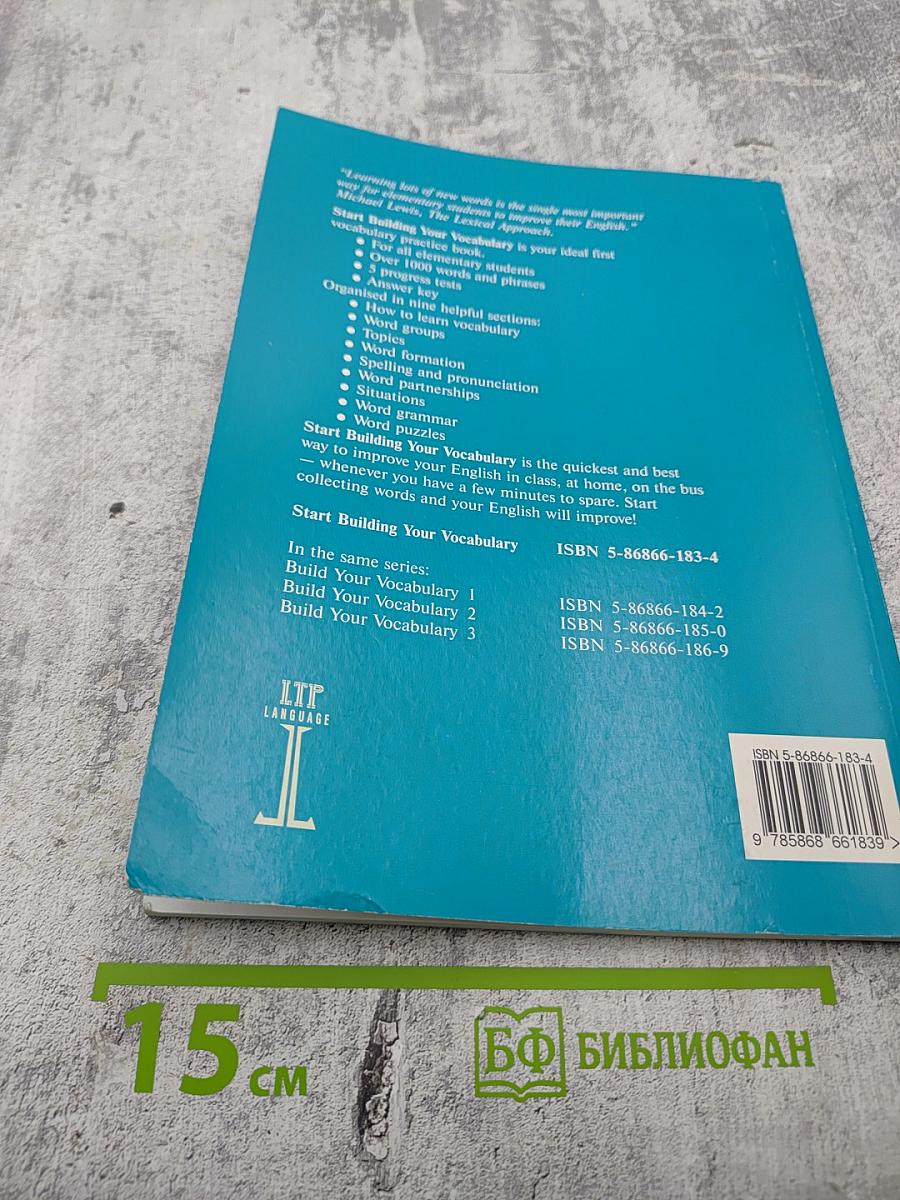 "Learning lots of new words is the single most important
way for elementary students to improve their English."
Michael Lewis, The Lexical Approach.
Start Building Your Vocabulary is your ideal first
vocabulary practice book.
● For all elementary students
● Over 1000 words and phrases
● 5 progress tests
● Answer key
Organised in nine helpful sections:
● How to learn vocabulary
● Word groups
● Topics
● Word formation
● Spelling and pronunciation
● Word partnerships
● Situations
● Word grammar
● Word puzzles
Start Building Your Vocabulary is the quickest and best
way to improve your English in class, at home, on the bus
— whenever you have a few minutes to spare. Start
collecting words and your English will improve!
Start Building Your Vocabulary ISBN 5-86866-183-4
In the same series:
Build Your Vocabulary 1 ISBN 5-86866-184-2
Build Your Vocabulary 2 ISBN 5-86866-185-0
Build Your Vocabulary 3 ISBN 5-86866-186-9
LTP
LANGUAGE
ISBN 5-86866-183-4
9 785868 661839 >
15 см
БФ БИБЛИОФАН